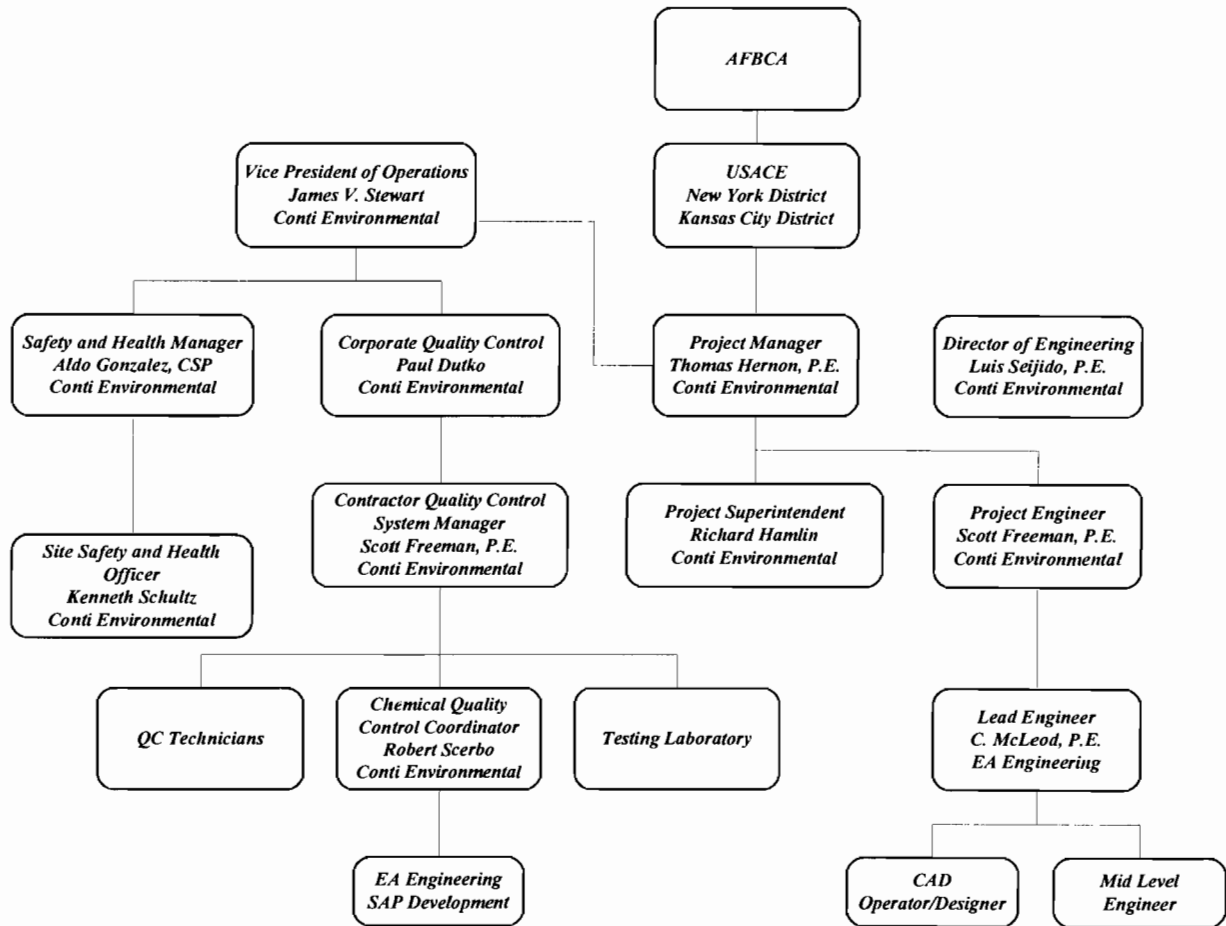 AFBCA
Vice President of Operations
James V. Stewart
Conti Environmental
USACE
New York District
Kansas City District
Safety and Health Manager
Aldo Gonzalez, CSP
Conti Environmental
Corporate Quality Control
Paul Dutko
Conti Environmental
Project Manager
Thomas Hernon, P.E.
Conti Environmental
Director of Engineering
Luis Seijido, P.E.
Conti Environmental
Site Safety and Health
Officer
Kenneth Schultz
Conti Environmental
Contractor Quality Control
System Manager
Scott Freeman, P.E.
Conti Environmental
Project Superintendent
Richard Hamlin
Conti Environmental
Project Engineer
Scott Freeman, P.E.
Conti Environmental
QC Technicians
Chemical Quality
Control Coordinator
Robert Scerbo
Conti Environmental
Testing Laboratory
Lead Engineer
C. McLeod, P.E.
EA Engineering
EA Engineering
SAP Development
CAD
Operator/Designer
Mid Level
Engineer